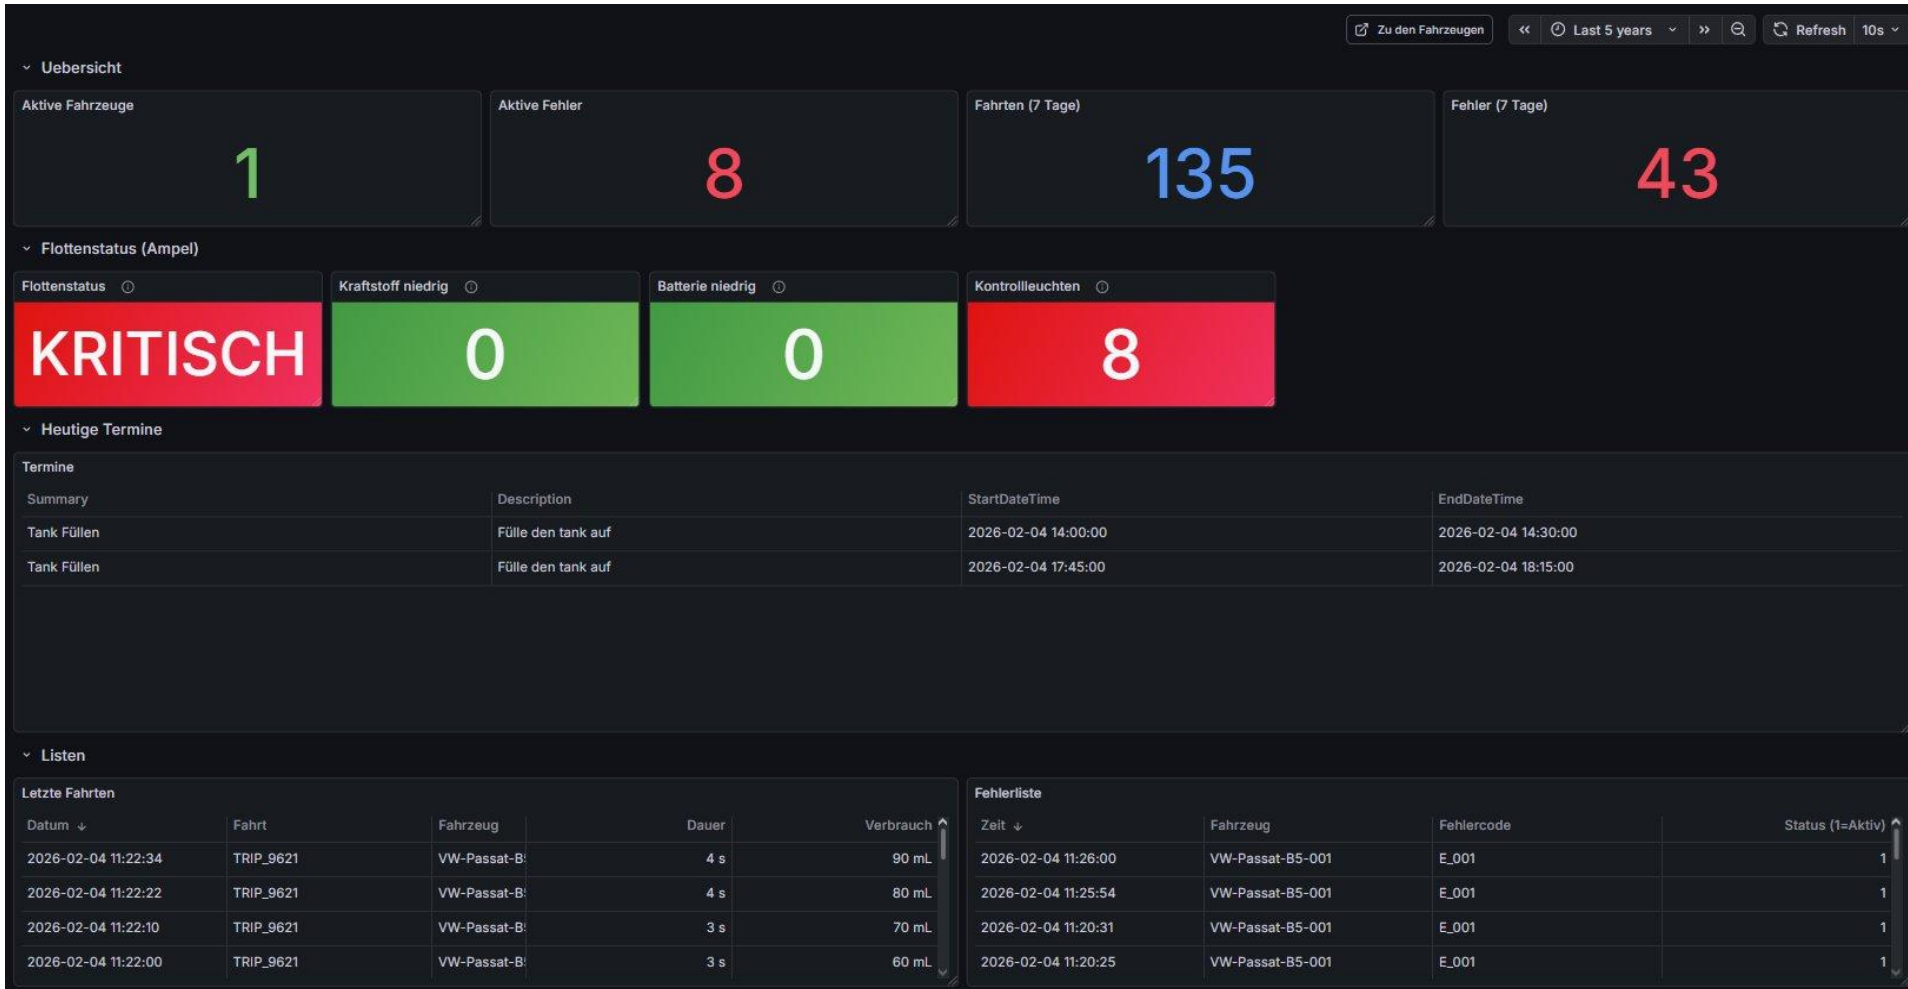 Zu den Fahrzeugen Last 5 years Refresh 10s
Uebersicht
Aktive Fahrzeuge Aktive Fehler Fahrten (7 Tage) Fehler (7 Tage)
1 8 135 43
Flottenstatus (Ampel)
Flottenstatus Kraftstoff niedrig Batterie niedrig Kontrollleuchten
KRITISCH 0 0 8
Heutige Termine
Termine
Summary Description StartDateTime EndDateTime
Tank Füllen Fülle den tank auf 2026-02-04 14:00:00 2026-02-04 14:30:00
Tank Füllen Fülle den tank auf 2026-02-04 17:45:00 2026-02-04 18:15:00
Listen
Letzte Fahrten
Datum Fahrt Fahrzeug Dauer Verbrauch
2026-02-04 11:22:34 TRIP_9621 VW-Passat-B 4 s 90 mL
2026-02-04 11:22:22 TRIP_9621 VW-Passat-B 4 s 80 mL
2026-02-04 11:22:10 TRIP_9621 VW-Passat-B 3 s 70 mL
2026-02-04 11:22:00 TRIP_9621 VW-Passat-B 3 s 60 mL
Fehlerliste
Zeit Fahrzeug Fehlercode Status (1=Aktiv)
2026-02-04 11:26:00 VW-Passat-B5-001 E_001 1
2026-02-04 11:25:54 VW-Passat-B5-001 E_001 1
2026-02-04 11:20:31 VW-Passat-B5-001 E_001 1
2026-02-04 11:20:25 VW-Passat-B5-001 E_001 1